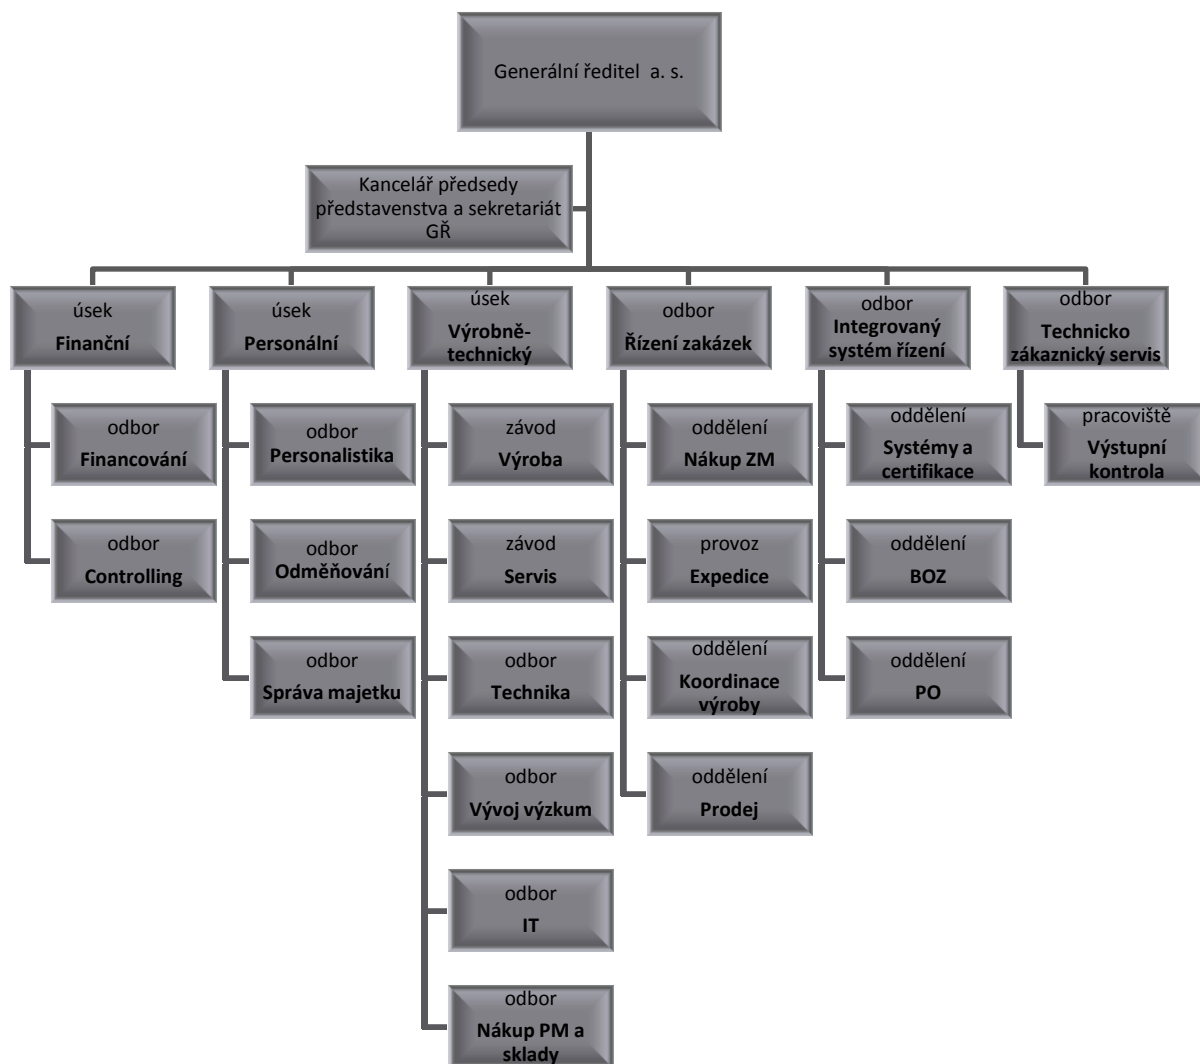 Generální ředitel a. s.
Kancelář předsedy
představenstva a sekretariát
GŘ
úsek
Finanční
úsek
Personální
úsek
Výrobně-
technický
odbor
Řízení zakázek
odbor
Integrovaný
systém řízení
odbor
Technicko
zákaznický servis
odbor
Financování
odbor
Controlling
odbor
Personalistika
odbor
Odměňování
odbor
Správa majetku
závod
Výroba
závod
Servis
odbor
Technika
odbor
Vývoj výzkum
odbor
IT
odbor
Nákup PM a
sklady
oddělení
Nákup ZM
provoz
Expedice
oddělení
Koordinace
výroby
oddělení
Prodej
oddělení
Systémy a
certifikace
oddělení
BOZ
oddělení
PO
pracoviště
Výstupní
kontrola